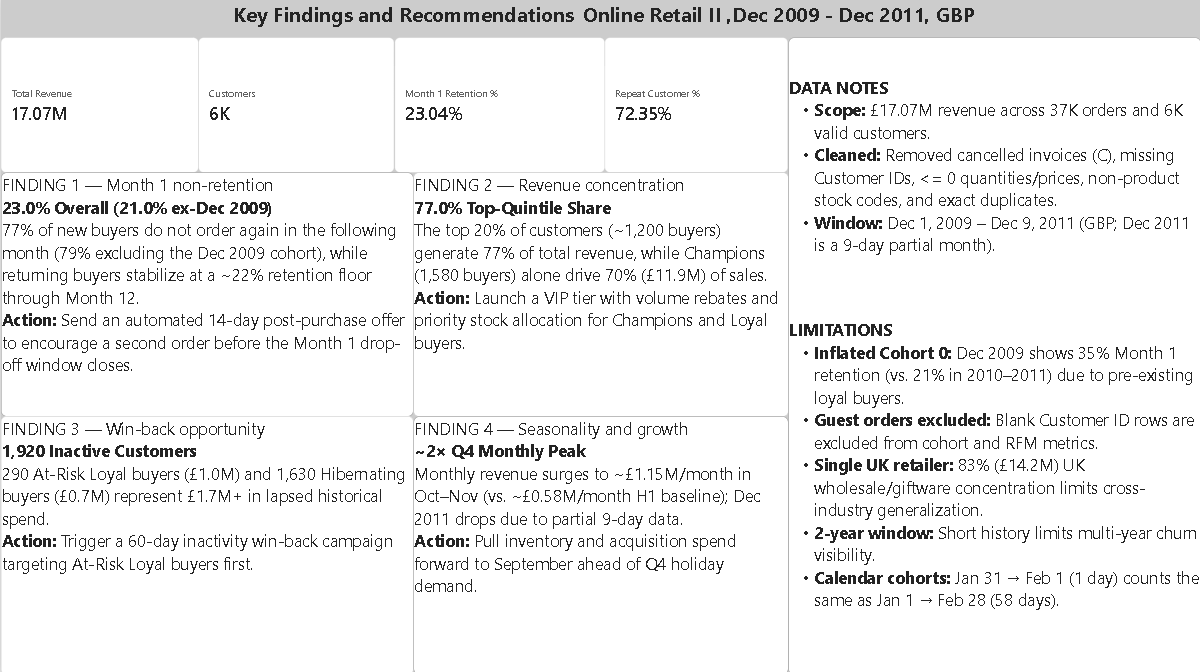 Key Findings and Recommendations Online Retail II ,Dec 2009 - Dec 2011, GBP
Total Revenue
17.07M
Customers
6K
Month 1 Retention %
23.04%
Repeat Customer %
72.35%
FINDING 1 — Month 1 non-retention
23.0% Overall (21.0% ex-Dec 2009)
77% of new buyers do not order again in the following
month (79% excluding the Dec 2009 cohort), while
returning buyers stabilize at a ~22% retention floor
through Month 12.
Action: Send an automated 14-day post-purchase offer
to encourage a second order before the Month 1 drop-
off window closes.
FINDING 2 — Revenue concentration
77.0% Top-Quintile Share
The top 20% of customers (~1,200 buyers)
generate 77% of total revenue, while Champions
(1,580 buyers) alone drive 70% (£11.9M) of sales.
Action: Launch a VIP tier with volume rebates and
priority stock allocation for Champions and Loyal
buyers.
FINDING 3 — Win-back opportunity
1,920 Inactive Customers
290 At-Risk Loyal buyers (£1.0M) and 1,630 Hibernating
buyers (£0.7M) represent £1.7M+ in lapsed historical
spend.
Action: Trigger a 60-day inactivity win-back campaign
targeting At-Risk Loyal buyers first.
FINDING 4 — Seasonality and growth
~2× Q4 Monthly Peak
Monthly revenue surges to ~£1.15M/month in
Oct–Nov (vs. ~£0.58M/month H1 baseline); Dec
2011 drops due to partial 9-day data.
Action: Pull inventory and acquisition spend
forward to September ahead of Q4 holiday
demand.
DATA NOTES
• Scope: £17.07M revenue across 37K orders and 6K
valid customers.
• Cleaned: Removed cancelled invoices (C), missing
Customer IDs, <= 0 quantities/prices, non-product
stock codes, and exact duplicates.
• Window: Dec 1, 2009 – Dec 9, 2011 (GBP; Dec 2011
is a 9-day partial month).
LIMITATIONS
• Inflated Cohort 0: Dec 2009 shows 35% Month 1
retention (vs. 21% in 2010–2011) due to pre-existing
loyal buyers.
• Guest orders excluded: Blank Customer ID rows are
excluded from cohort and RFM metrics.
• Single UK retailer: 83% (£14.2M) UK
wholesale/giftware concentration limits cross-
industry generalization.
• 2-year window: Short history limits multi-year churn
visibility.
• Calendar cohorts: Jan 31 → Feb 1 (1 day) counts the
same as Jan 1 → Feb 28 (58 days).